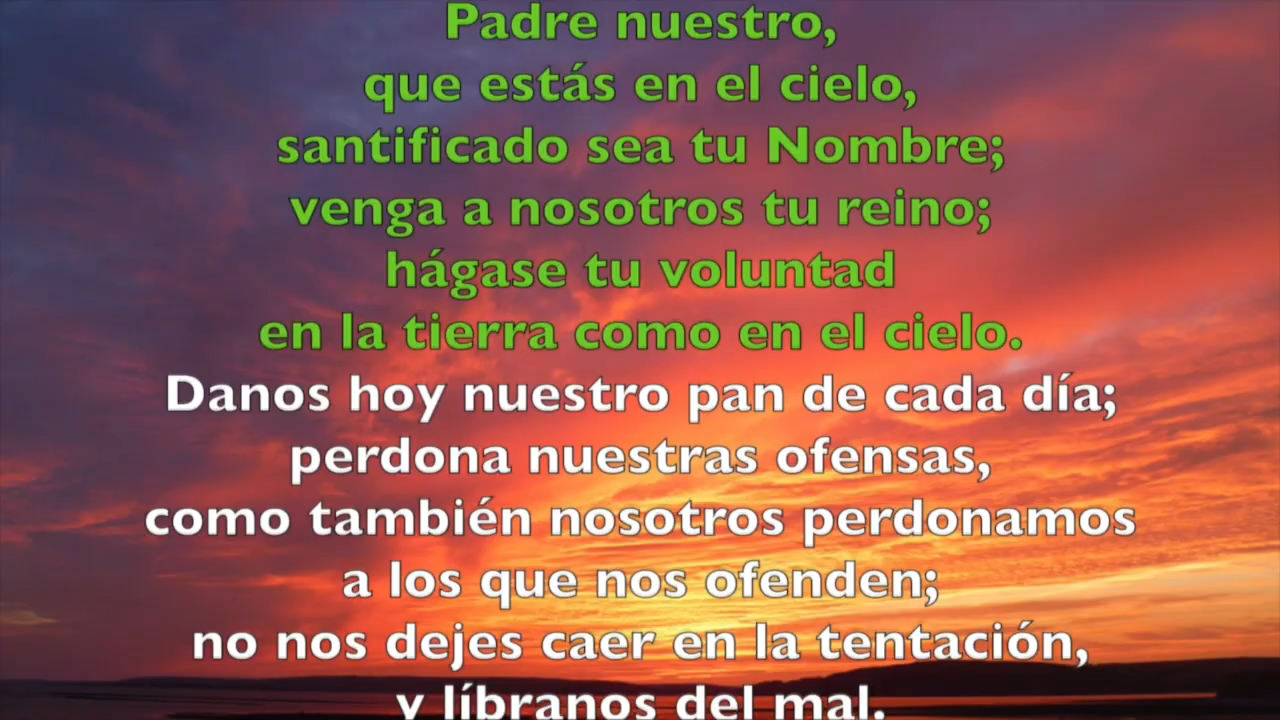 Padre nuestro,
que estás en el cielo,
santificado sea tu Nombre;
venga a nosotros tu reino;
hágase tu voluntad
en la tierra como en el cielo.
Danos hoy nuestro pan de cada día;
perdona nuestras ofensas,
como también nosotros perdonamos
a los que nos ofenden;
no nos dejes caer en la tentación,
y líbranos del mal.